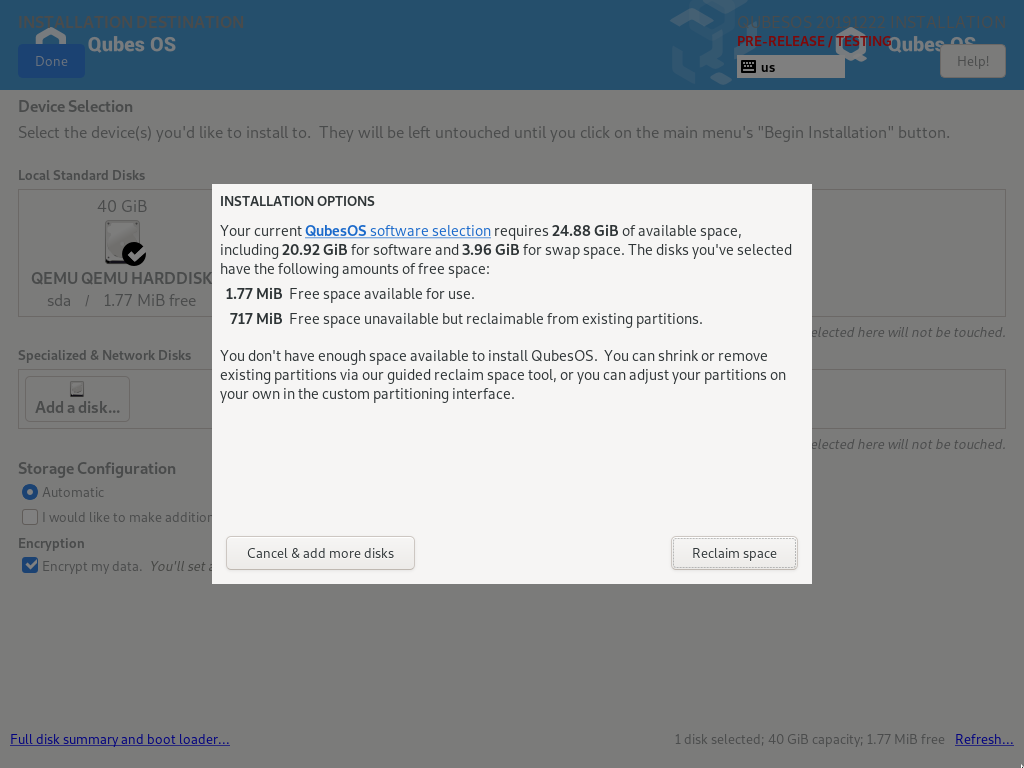 INSTALLATION DESTINATION
QUBESOS 20191222 INSTALLATION
Qubes OS
PRE-RELEASE / TESTING
Qubes OS
Done
us
Help!
Device Selection
Select the device(s) you'd like to install to.  They will be left untouched until you click on the main menu's "Begin Installation" button.
Local Standard Disks
40 GiB
QEMU QEMU HARDDISK
sda / 1.77 MiB free
elected here will not be touched.
Specialized & Network Disks
Add a disk...
elected here will not be touched.
Storage Configuration
Automatic
I would like to make addition
Encryption
Encrypt my data.  You'll set a
INSTALLATION OPTIONS
Your current QubesOS software selection requires 24.88 GiB of available space,
including 20.92 GiB for software and 3.96 GiB for swap space. The disks you've selected
have the following amounts of free space:
1.77 MiB Free space available for use.
717 MiB Free space unavailable but reclaimable from existing partitions.
You don't have enough space available to install QubesOS.  You can shrink or remove
existing partitions via our guided reclaim space tool, or you can adjust your partitions on
your own in the custom partitioning interface.
Cancel & add more disks
Reclaim space
Full disk summary and boot loader...
1 disk selected; 40 GiB capacity; 1.77 MiB free
Refresh...